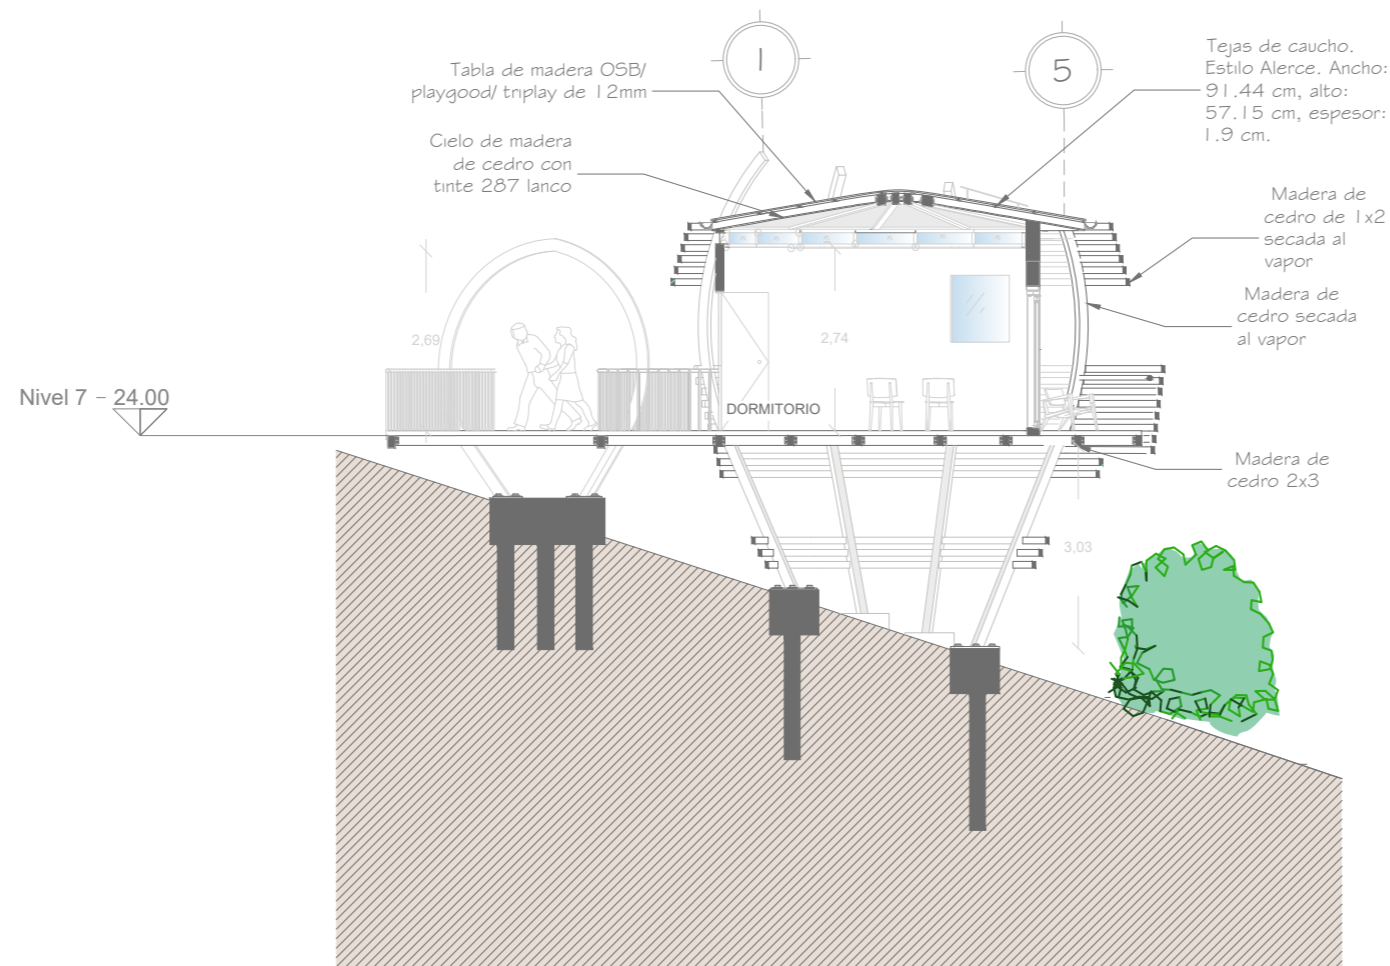 1
5
Tabla de madera OSB/
playgood/ triplay de 12mm
Cielo de madera
de cedro con
tinte 287 lanco
Tejas de caucho.
Estilo Alerce. Ancho:
91.44 cm, alto:
57.15 cm, espesor:
1.9 cm.
Madera de
cedro de 1x2
secada al
vapor
Madera de
cedro secada
al vapor
2,69
2,74
Nivel 7 - 24.00
DORMITORIO
Madera de
cedro 2x3
3,03